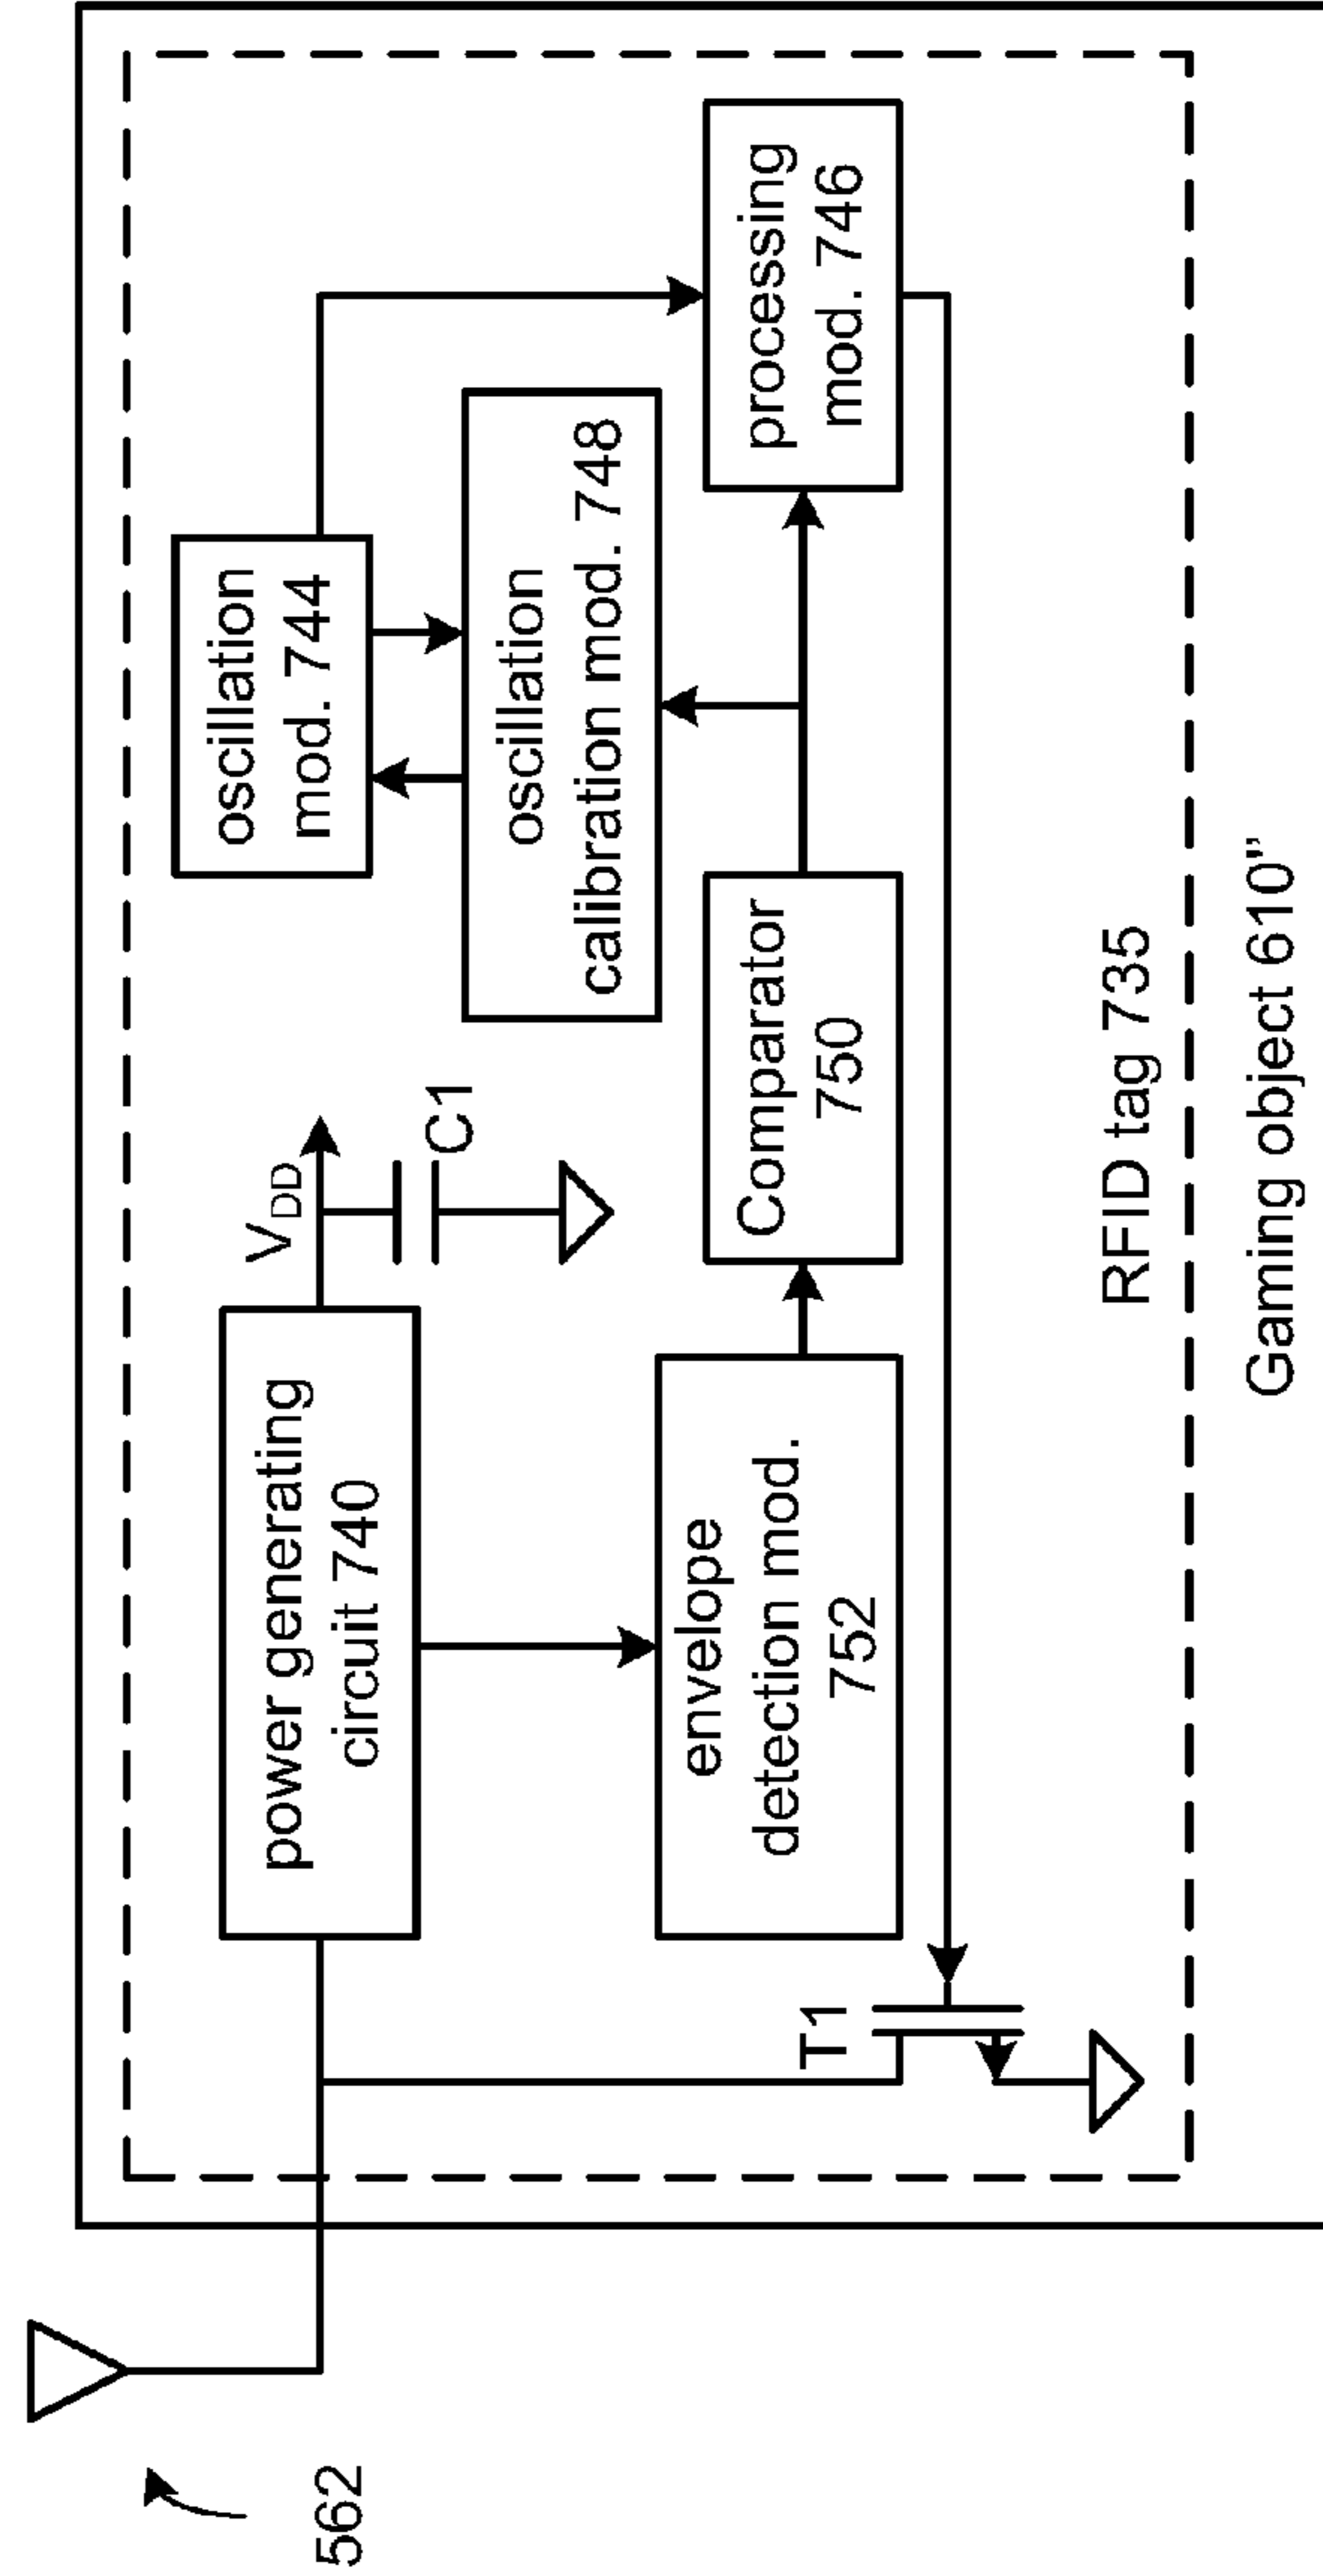 562
power generating
circuit 740
V_DD
C1
oscillation
mod. 744
oscillation
calibration mod. 748
envelope
detection mod.
752
Comparator
750
processing
mod. 746
T1
RFID tag 735
Gaming object 610"